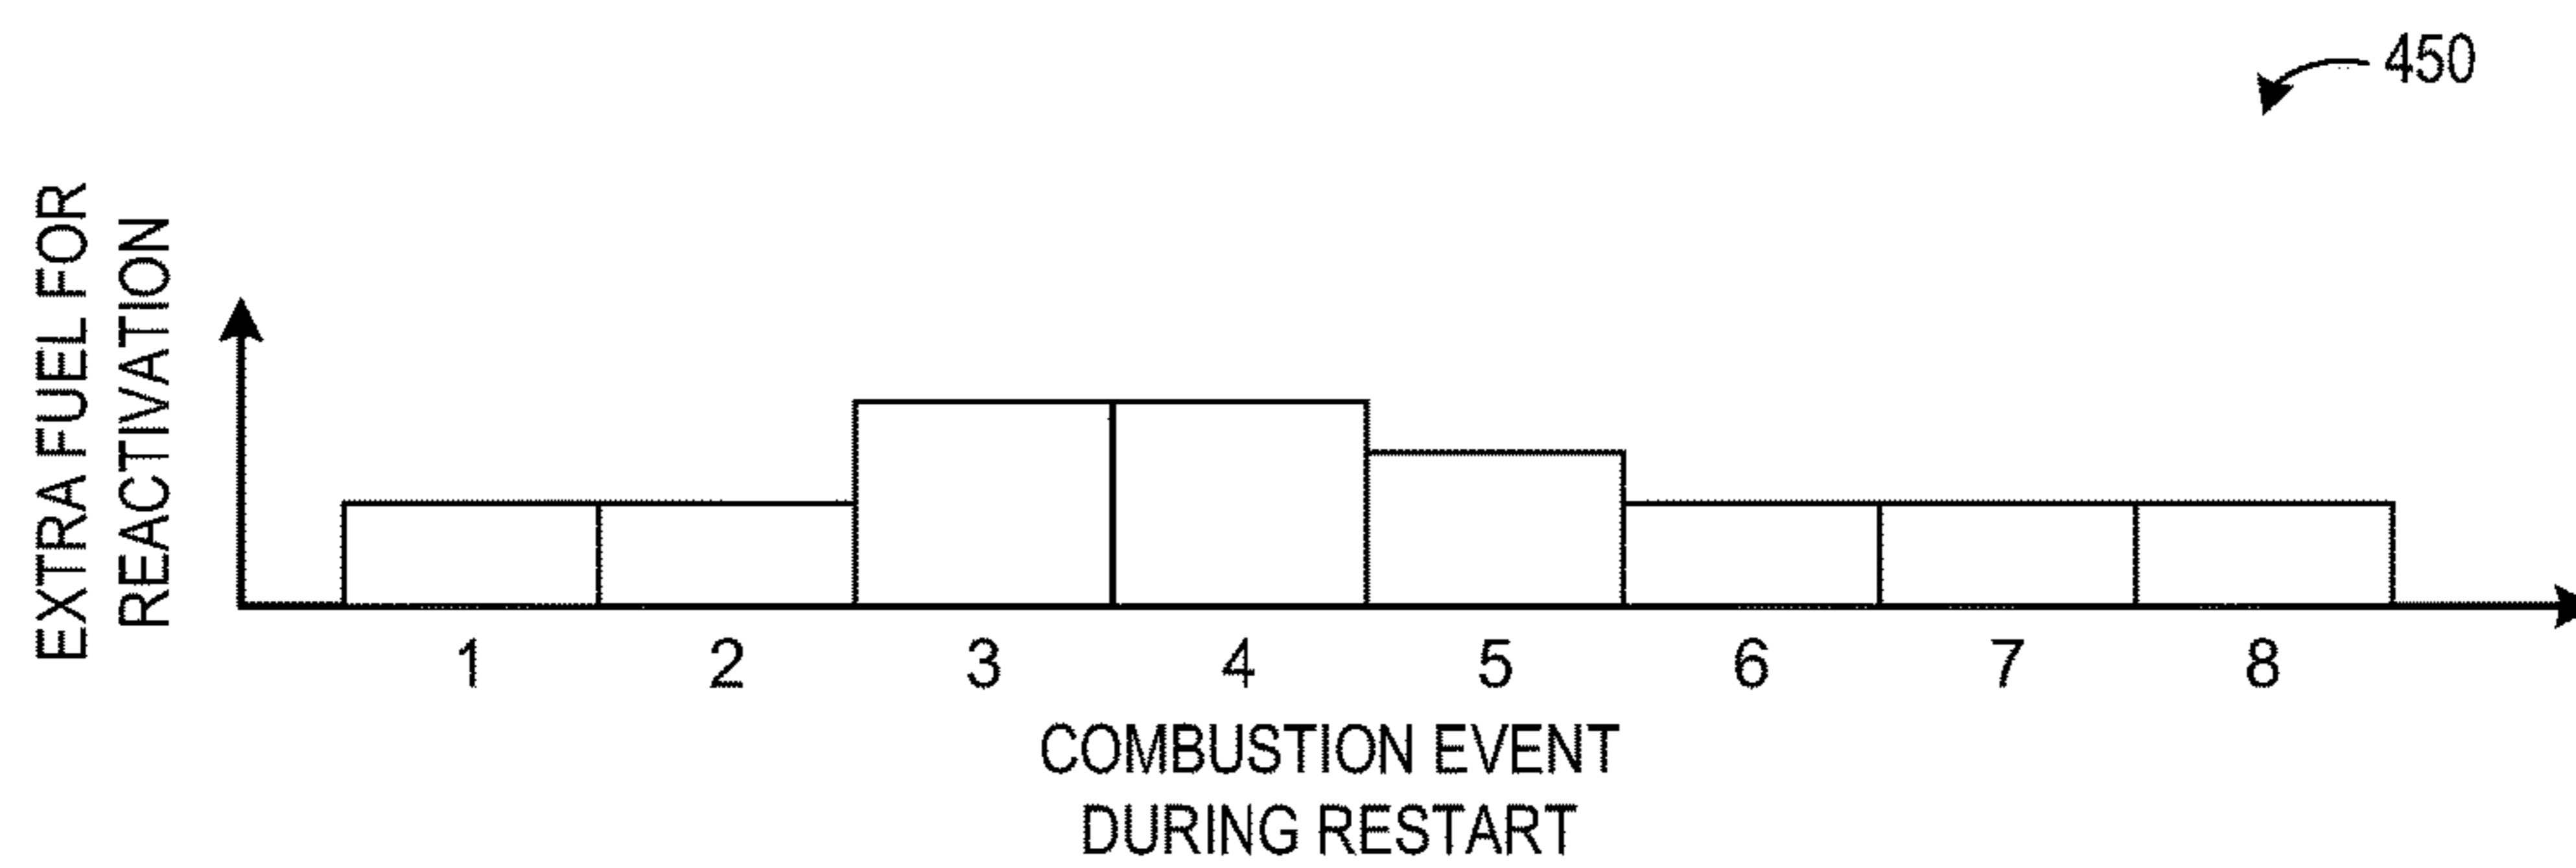 450
EXTRA FUEL FOR
REACTIVATION
1 2 3 4 5 6 7 8
COMBUSTION EVENT
DURING RESTART